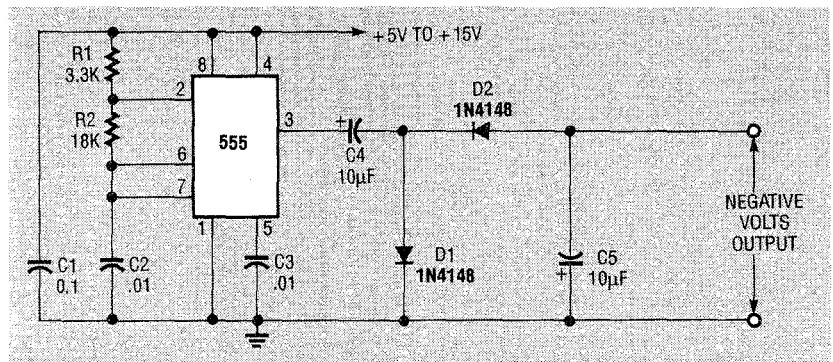 +5V TO +15V
R1
3.3K
8
4
2
R2
18K
3
555
6
7
1
5
+
C4
10µF
D2
1N4148
D1
1N4148
C1
0.1
C2
.01
C3
.01
C5
+
10µF
NEGATIVE
VOLTS
OUTPUT